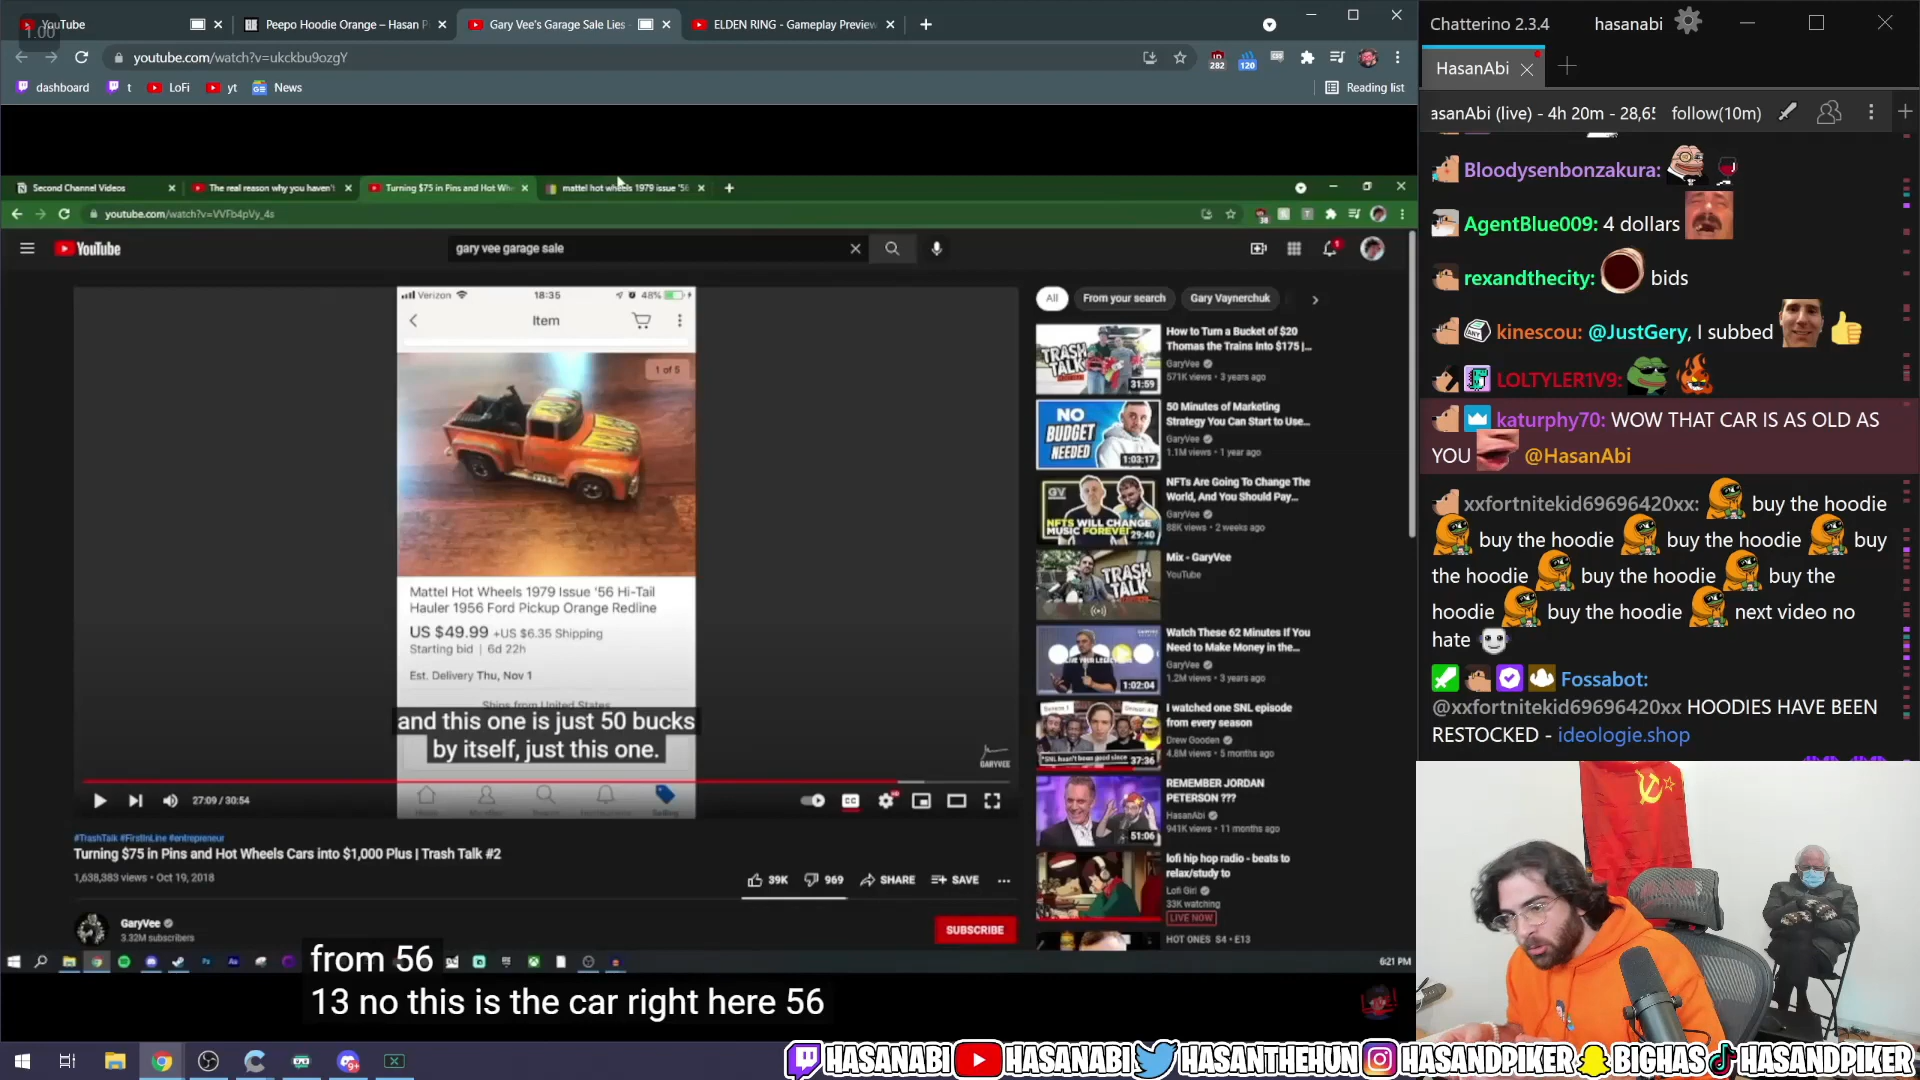 YouTube
1.00
Peepo Hoodie Orange – Hasan P
Gary Vee's Garage Sale Lies
ELDEN RING - Gameplay Preview
youtube.com/watch?v=ukckbu9ozgY
282
120
dashboard
t
LoFi
yt
News
Reading list
Second Channel Videos
The real reason why you haven't
Turning $75 in Pins and Hot Wh
mattel hot wheels 1979 issue '56
youtube.com/watch?v=VVFb4pVy_4s
YouTube
gary vee garage sale
Verizon
18:35
48%
Item
1 of 5
Mattel Hot Wheels 1979 Issue '56 Hi-Tail
Hauler 1956 Ford Pickup Orange Redline
US $49.99 +US $6.35 Shipping
Starting bid | 6d 22h
Est. Delivery Thu, Nov 1
Ships from United States
and this one is just 50 bucks
by itself, just this one.
GARYVEE
27:09 / 30:54
#TrashTalk #FirstInLine #entrepreneur
Turning $75 in Pins and Hot Wheels Cars into $1,000 Plus | Trash Talk #2
1,638,383 views • Oct 19, 2018
39K
969
SHARE
SAVE
GaryVee
3.32M subscribers
SUBSCRIBE
All
From your search
Gary Vaynerchuk
TRASH TALK
31:59
How to Turn a Bucket of $20
Thomas the Trains Into $175 |...
GaryVee
571K views • 3 years ago
NO BUDGET NEEDED
1:03:17
50 Minutes of Marketing
Strategy You Can Start to Use...
GaryVee
1.1M views • 1 year ago
NFTS WILL CHANGE MUSIC FOREVER
29:40
NFTs Are Going To Change The
World, And You Should Pay...
GaryVee
88K views • 2 weeks ago
TRASH TALK
Mix - GaryVee
YouTube
1:02:04
Watch These 62 Minutes If You
Need to Make Money in the...
GaryVee
1.2M views • 3 years ago
37:36
I watched one SNL episode
from every season
Drew Gooden
4.8M views • 5 months ago
51:06
REMEMBER JORDAN
PETERSON ???
HasanAbi
941K views • 11 months ago
lofi hip hop radio - beats to
relax/study to
Lofi Girl
33K watching
LIVE NOW
HOT ONES S4 • E13
6:21 PM
from 56
13 no this is the car right here 56
Chatterino 2.3.4
hasanabi
HasanAbi
asanAbi (live) - 4h 20m - 28,65
follow(10m)
Bloodysenbonzakura:
AgentBlue009: 4 dollars
rexandthecity: bids
kinescou: @JustGery, I subbed
LOLTYLER1V9:
katurphy70: WOW THAT CAR IS AS OLD AS
YOU @HasanAbi
xxfortnitekid69696420xx: buy the hoodie
buy the hoodie buy the hoodie buy
the hoodie buy the hoodie buy the
hoodie buy the hoodie next video no
hate
Fossabot:
@xxfortnitekid69696420xx HOODIES HAVE BEEN
RESTOCKED - ideologie.shop
HASANABI HASANABI HASANTHEHUN HASANDPIKER BIGHAS HASANDPIKER